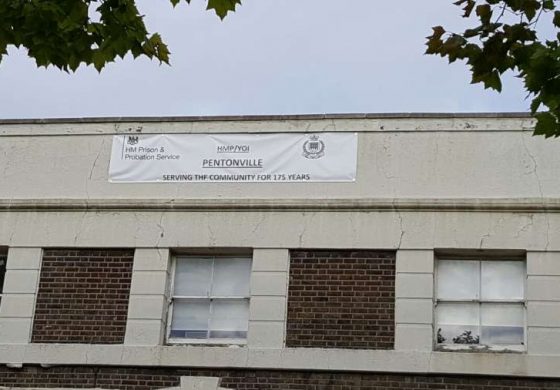 HM Prison &
Probation Service
HMP/YOI
PENTONVILLE
SERVING THE COMMUNITY FOR 175 YEARS